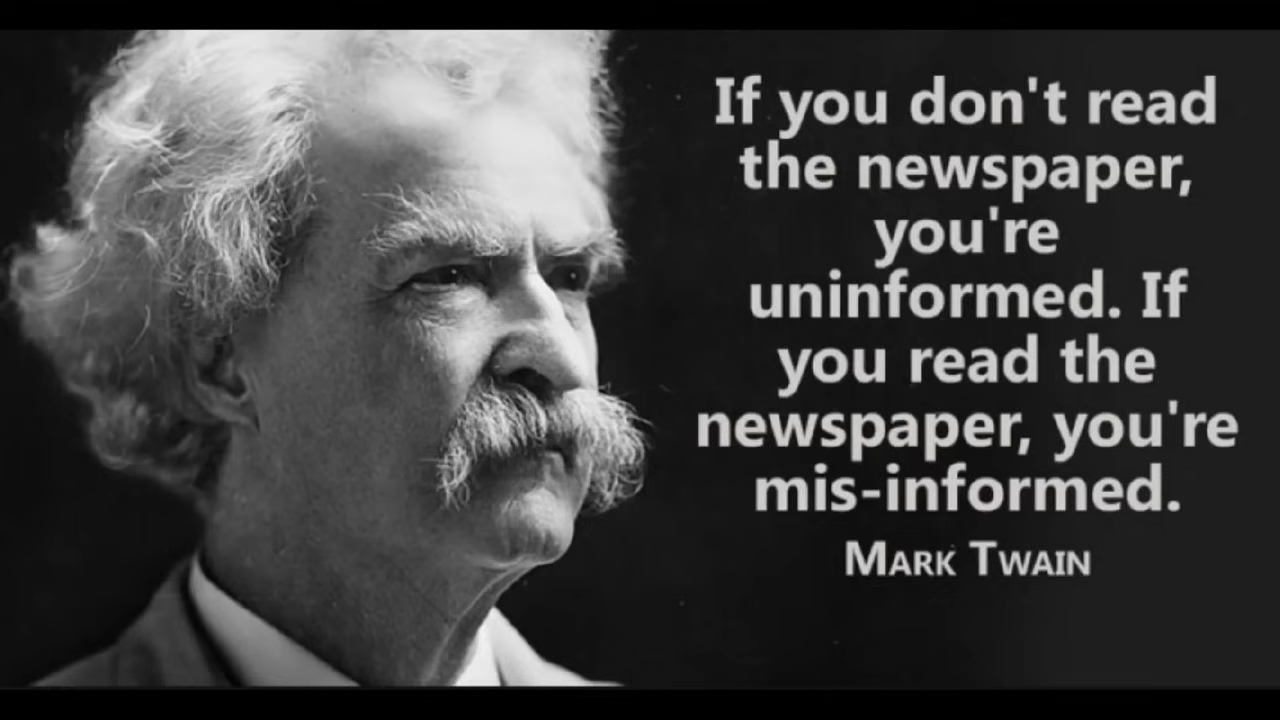 If you don't read
the newspaper,
you're
uninformed. If
you read the
newspaper, you're
mis-informed.
MARK TWAIN